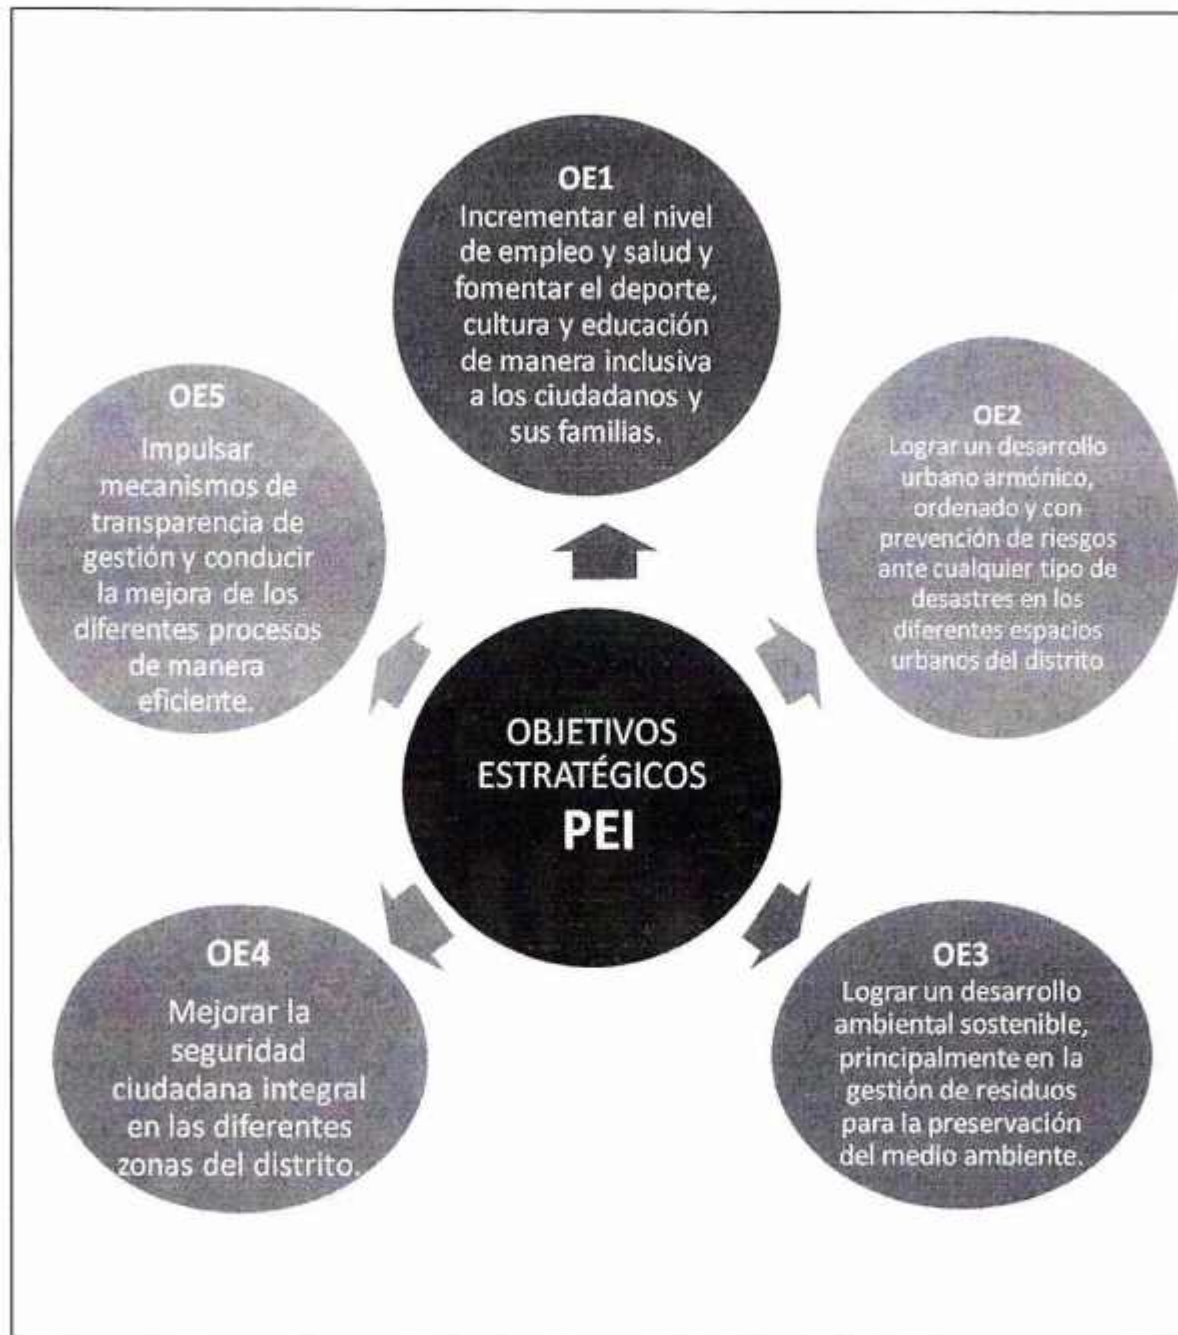 OE1
Incrementar el nivel
de empleo y salud y
fomentar el deporte,
cultura y educación
de manera inclusiva
a los ciudadanos y
sus familias.
OE2
Lograr un desarrollo
urbano armónico,
ordenado y con
prevención de riesgos
ante cualquier tipo de
desastres en los
diferentes espacios
urbanos del distrito
OE3
Lograr un desarrollo
ambiental sostenible,
principalmente en la
gestión de residuos
para la preservación
del medio ambiente.
OE4
Mejorar la
seguridad
ciudadana integral
en las diferentes
zonas del distrito.
OE5
Impulsar
mecanismos de
transparencia de
gestión y conducir
la mejora de los
diferentes procesos
de manera
eficiente.
OBJETIVOS
ESTRATÉGICOS
PEI